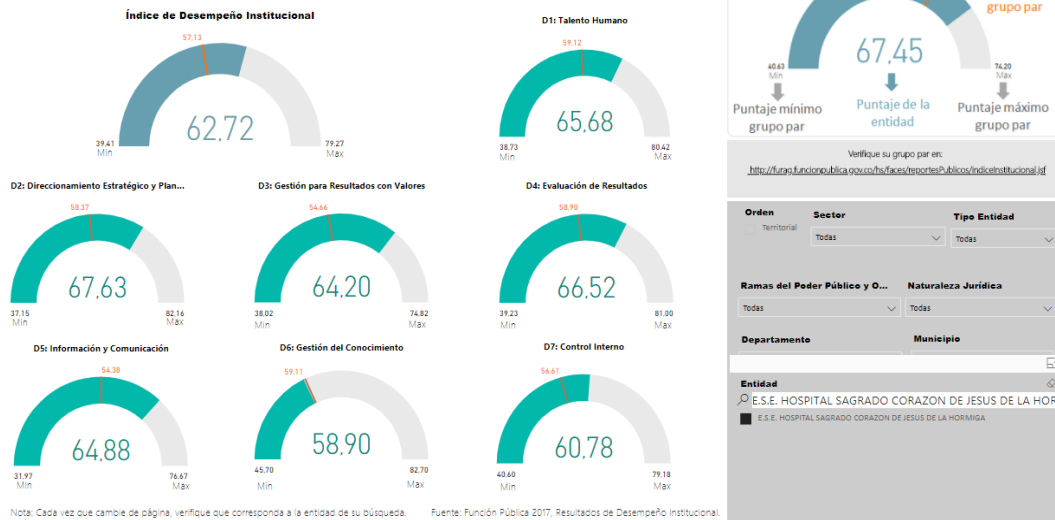 Índice de Desempeño Institucional
57,13
62,72
39,41
Min
79,27
Max
D1: Talento Humano
59,12
65,68
38,73
Min
80,42
Max
D2: Direccionamiento Estratégico y Plan...
58,37
67,63
37,15
Min
82,16
Max
D3: Gestión para Resultados con Valores
54,66
64,20
38,02
Min
74,82
Max
D4: Evaluación de Resultados
58,90
66,52
39,23
Min
81,00
Max
D5: Información y Comunicación
54,38
64,88
31,97
Min
76,67
Max
D6: Gestión del Conocimiento
59,11
58,90
45,70
Min
82,70
Max
D7: Control Interno
56,61
60,78
40,60
Min
79,18
Max
Nota: Cada vez que cambie de página, verifique que corresponda a la entidad de su búsqueda.
Fuente: Función Pública 2017, Resultados de Desempeño Institucional.
grupo par
67,45
40,63
Min
74,20
Max
Puntaje mínimo
grupo par
Puntaje de la
entidad
Puntaje máximo
grupo par
Verifique su grupo par en:
http://furag.funcionpublica.gov.co/hs/faces/reportesPublicos/indiceInstitucional.jsf
Orden
Territorial
Sector
Todas
Tipo Entidad
Todas
Ramas del Poder Público y O...
Todas
Naturaleza Jurídica
Todas
Departamento
Municipio
Entidad
E.S.E. HOSPITAL SAGRADO CORAZON DE JESUS DE LA HOR
E.S.E. HOSPITAL SAGRADO CORAZON DE JESUS DE LA HORMIGA